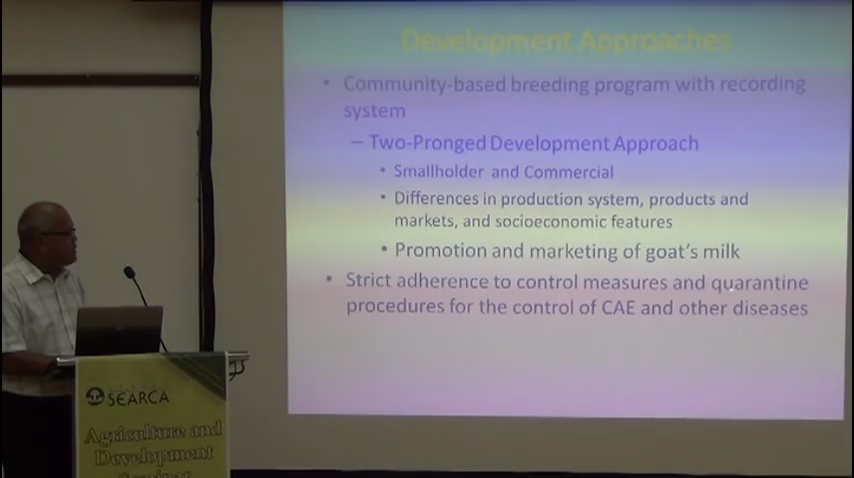 Development Approaches
• Community-based breeding program with recording
system
– Two-Pronged Development Approach
• Smallholder and Commercial
• Differences in production system, products and
markets, and socioeconomic features
• Promotion and marketing of goat's milk
• Strict adherence to control measures and quarantine
procedures for the control of CAE and other diseases
SEARCA
Agriculture and
Development